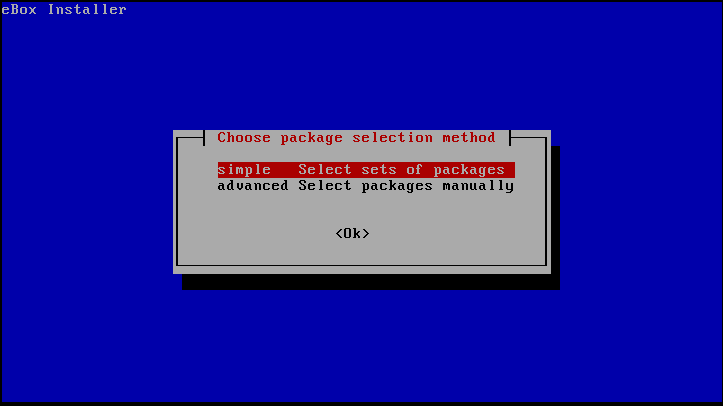 eBox Installer
Choose package selection method
simple Select sets of packages
advanced Select packages manually
<Ok>